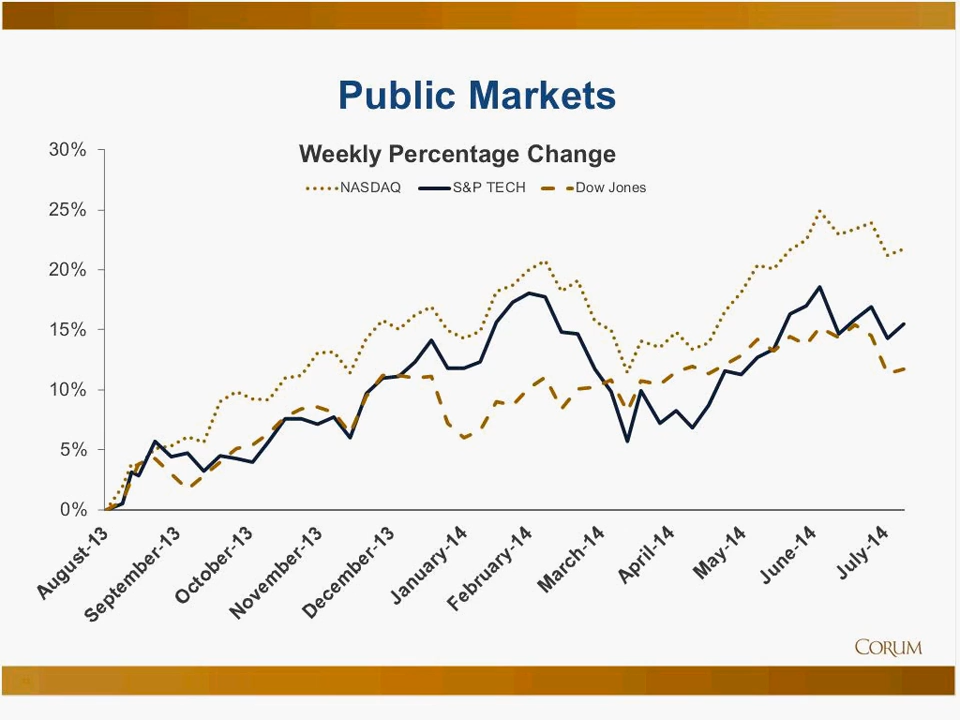 Public Markets
Weekly Percentage Change
NASDAQ S&P TECH Dow Jones
30%
25%
20%
15%
10%
5%
0%
August-13 September-13 October-13 November-13 December-13 January-14 February-14 March-14 April-14 May-14 June-14 July-14
CORUM